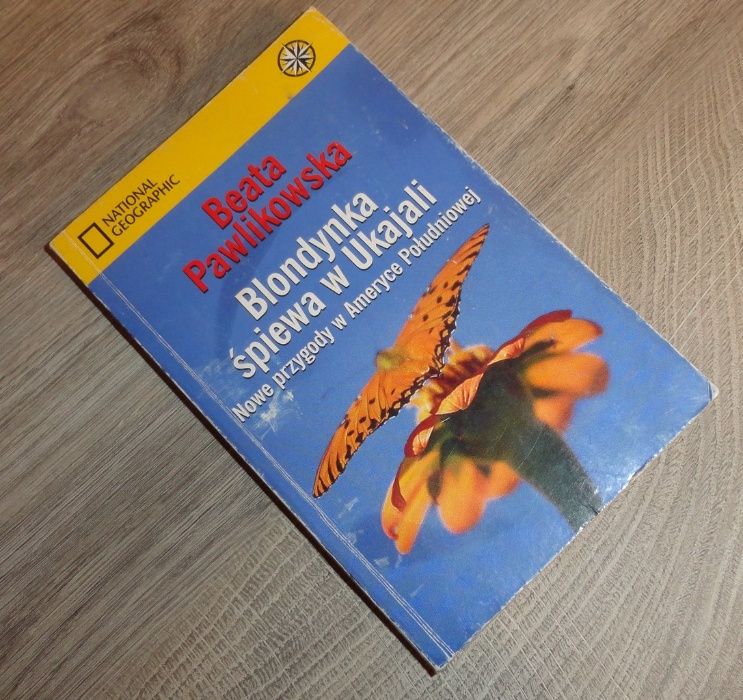 NATIONAL
GEOGRAPHIC
Beata
Pawlikowska
Blondynka
śpiewa w Ukajali
Nowe przygody w Ameryce Południowej